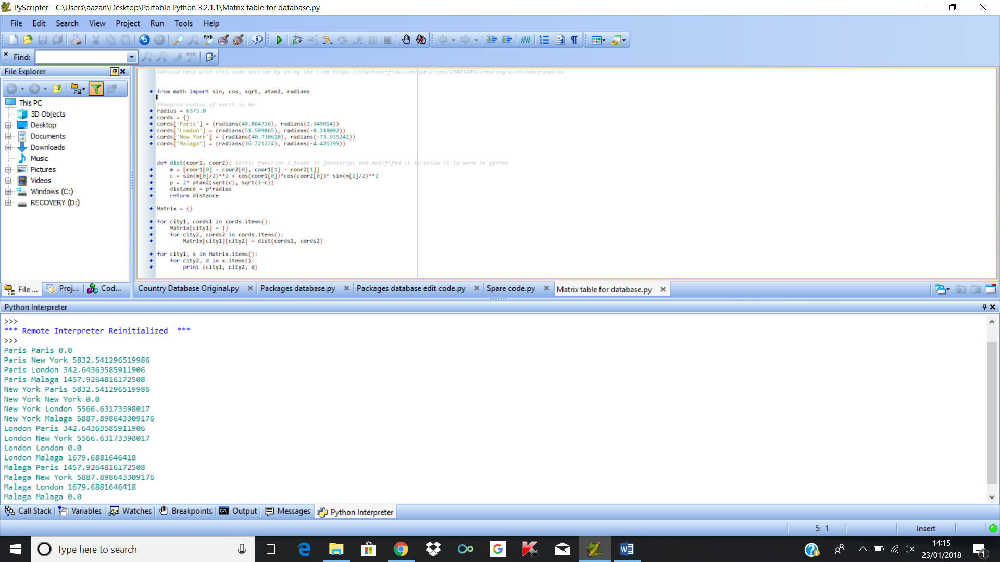 PyScripter - C:\Users\aazan\Desktop\Portable Python 3.2.1.1\Matrix table for database.py
File Edit Search View Project Run Tools Help
Find:
File Explorer
This PC
3D Objects
Desktop
Documents
Downloads
Music
Pictures
Videos
Windows (C:)
RECOVERY (D:)
File ... Proj... Cod...
##Found help with this code section by using the link https://stackoverflow.com/questions/29481485/creating-a-distance-matrix
from math import sin, cos, sqrt, atan2, radians
##approx radius of earth in km
radius = 6373.0
cords = {}
cords['Paris'] = (radians(48.864716), radians(2.349014))
cords['London'] = (radians(51.509865), radians(-0.118092))
cords['New York'] = (radians(40.730610), radians(-73.935242))
cords["Malaga"] = (radians(36.721274), radians(-4.421399))
def dist(coor1, coor2): ##This function I foudn in javascript and modififed it to allow it to work in python
m = [coor1[0] - coor2[0], coor1[1] - coor2[1]]
c = sin(m[0]/2)**2 + cos(coor1[0])*cos(coor2[0])* sin(m[1]/2)**2
p = 2* atan2(sqrt(c), sqrt(1-c))
distance = p*radius
return distance
Matrix = {}
for city1, cords1 in cords.items():
Matrix[city1] = {}
for city2, cords2 in cords.items():
Matrix[city1][city2] = dist(cords1, cords2)
for city1, x in Matrix.items():
for city2, d in x.items():
print (city1, city2, d)
Country Database Original.py Packages database.py Packages database edit code.py Spare code.py Matrix table for database.py
Python Interpreter
>>>
*** Remote Interpreter Reinitialized ***
>>>
Paris Paris 0.0
Paris New York 5832.541296519986
Paris London 342.64363585911906
Paris Malaga 1457.9264816172508
New York Paris 5832.541296519986
New York New York 0.0
New York London 5566.63173398017
New York Malaga 5887.898643309176
London Paris 342.64363585911906
London New York 5566.63173398017
London London 0.0
London Malaga 1679.6881646418
Malaga Paris 1457.9264816172508
Malaga New York 5887.898643309176
Malaga London 1679.6881646418
Malaga Malaga 0.0
Call Stack Variables Watches Breakpoints Output Messages Python Interpreter
5: 1 Insert
Type here to search
14:15
23/01/2018
1